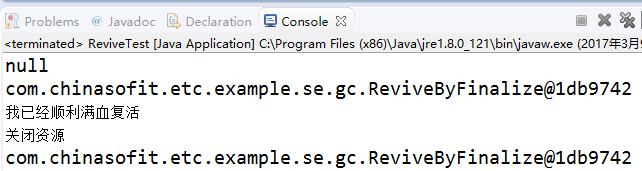 Problems @ Javadoc Declaration Console
<terminated> ReviveTest [Java Application] C:\Program Files (x86)\Java\jre1.8.0_121\bin\javaw.exe (2017年3月
null
com.chinasofit.etc.example.se.gc.ReviveByFinalize@1db9742
我已经顺利满血复活
关闭资源
com.chinasofit.etc.example.se.gc.ReviveByFinalize@1db9742